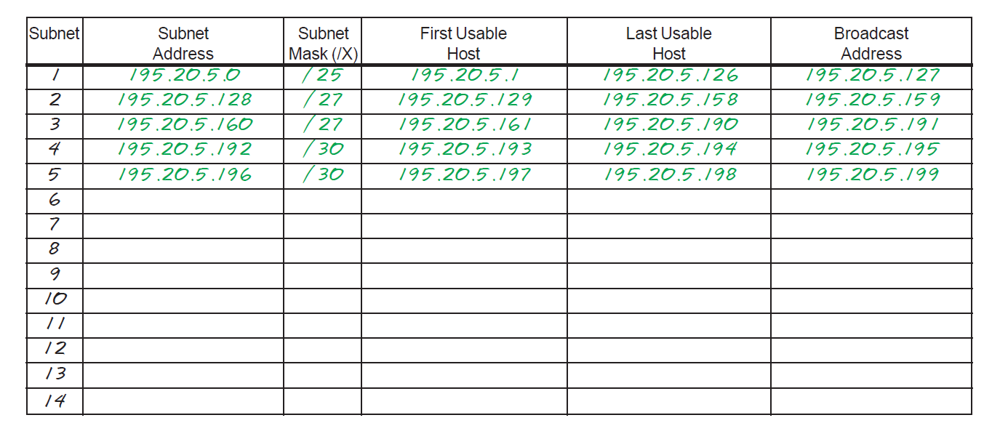 Subnet Subnet Address Subnet Mask (/X) First Usable Host Last Usable Host Broadcast Address
1 195.20.5.0 /25 195.20.5.1 195.20.5.126 195.20.5.127
2 195.20.5.128 /27 195.20.5.129 195.20.5.158 195.20.5.159
3 195.20.5.160 /27 195.20.5.161 195.20.5.190 195.20.5.191
4 195.20.5.192 /30 195.20.5.193 195.20.5.194 195.20.5.195
5 195.20.5.196 /30 195.20.5.197 195.20.5.198 195.20.5.199
6
7
8
9
10
11
12
13
14